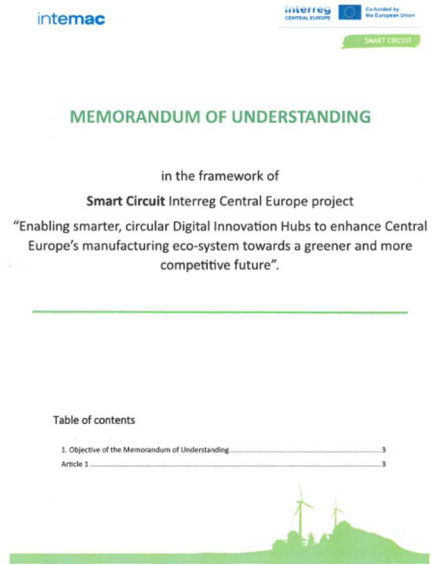 intemac
Interreg
CENTRAL EUROPE
Co-funded by
the European Union
SMART CIRCUIT
MEMORANDUM OF UNDERSTANDING
in the framework of
Smart Circuit Interreg Central Europe project
“Enabling smarter, circular Digital Innovation Hubs to enhance Central
Europe’s manufacturing eco-system towards a greener and more
competitive future”.
Table of contents
1. Objective of the Memorandum of Understanding....................................................3
Article 1....................................................................................................3